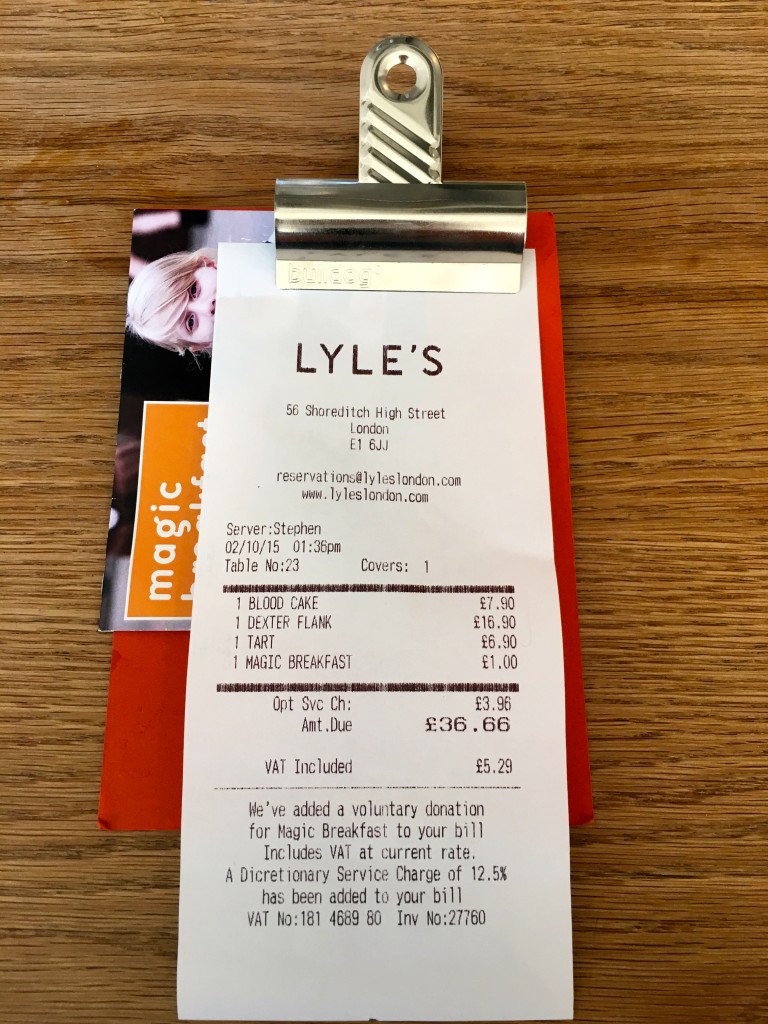 LYLE'S
56 Shoreditch High Street
London
E1 6JJ
reservations@lyleslondon.com
www.lyleslondon.com
Server:Stephen
02/10/15 01:36pm
Table No:23 Covers: 1
1 BLOOD CAKE £7.90
1 DEXTER FLANK £16.90
1 TART £6.90
1 MAGIC BREAKFAST £1.00
Opt Svc Ch: £3.96
Amt.Due £36.66
VAT Included £5.29
We've added a voluntary donation
for Magic Breakfast to your bill
Includes VAT at current rate.
A Dicretionary Service Charge of 12.5%
has been added to your bill
VAT No:181 4689 80 Inv No:27760
magic